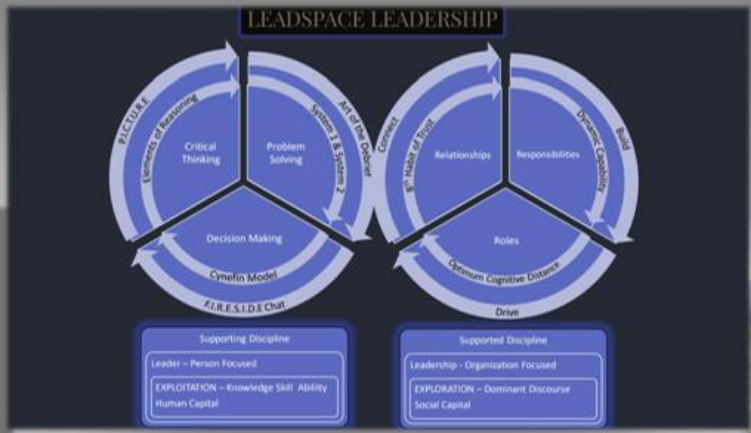 LEADSPACE LEADERSHIP
P.I.C.T.U.R.E
Elements of Reasoning
Critical
Thinking
Art of the Debrief
System 1 & System 2
Problem
Solving
Decision Making
Cynefin Model
F.I.R.E.S.I.D.E Chat
Connect
8th Habit of Trust
Relationships
Build
Dynamic Capability
Responsibilities
Roles
Optimum Cognitive Distance
Drive
Supporting Discipline
Leader – Person Focused
EXPLOITATION – Knowledge Skill Ability
Human Capital
Supported Discipline
Leadership - Organization Focused
EXPLORATION – Dominant Discourse
Social Capital